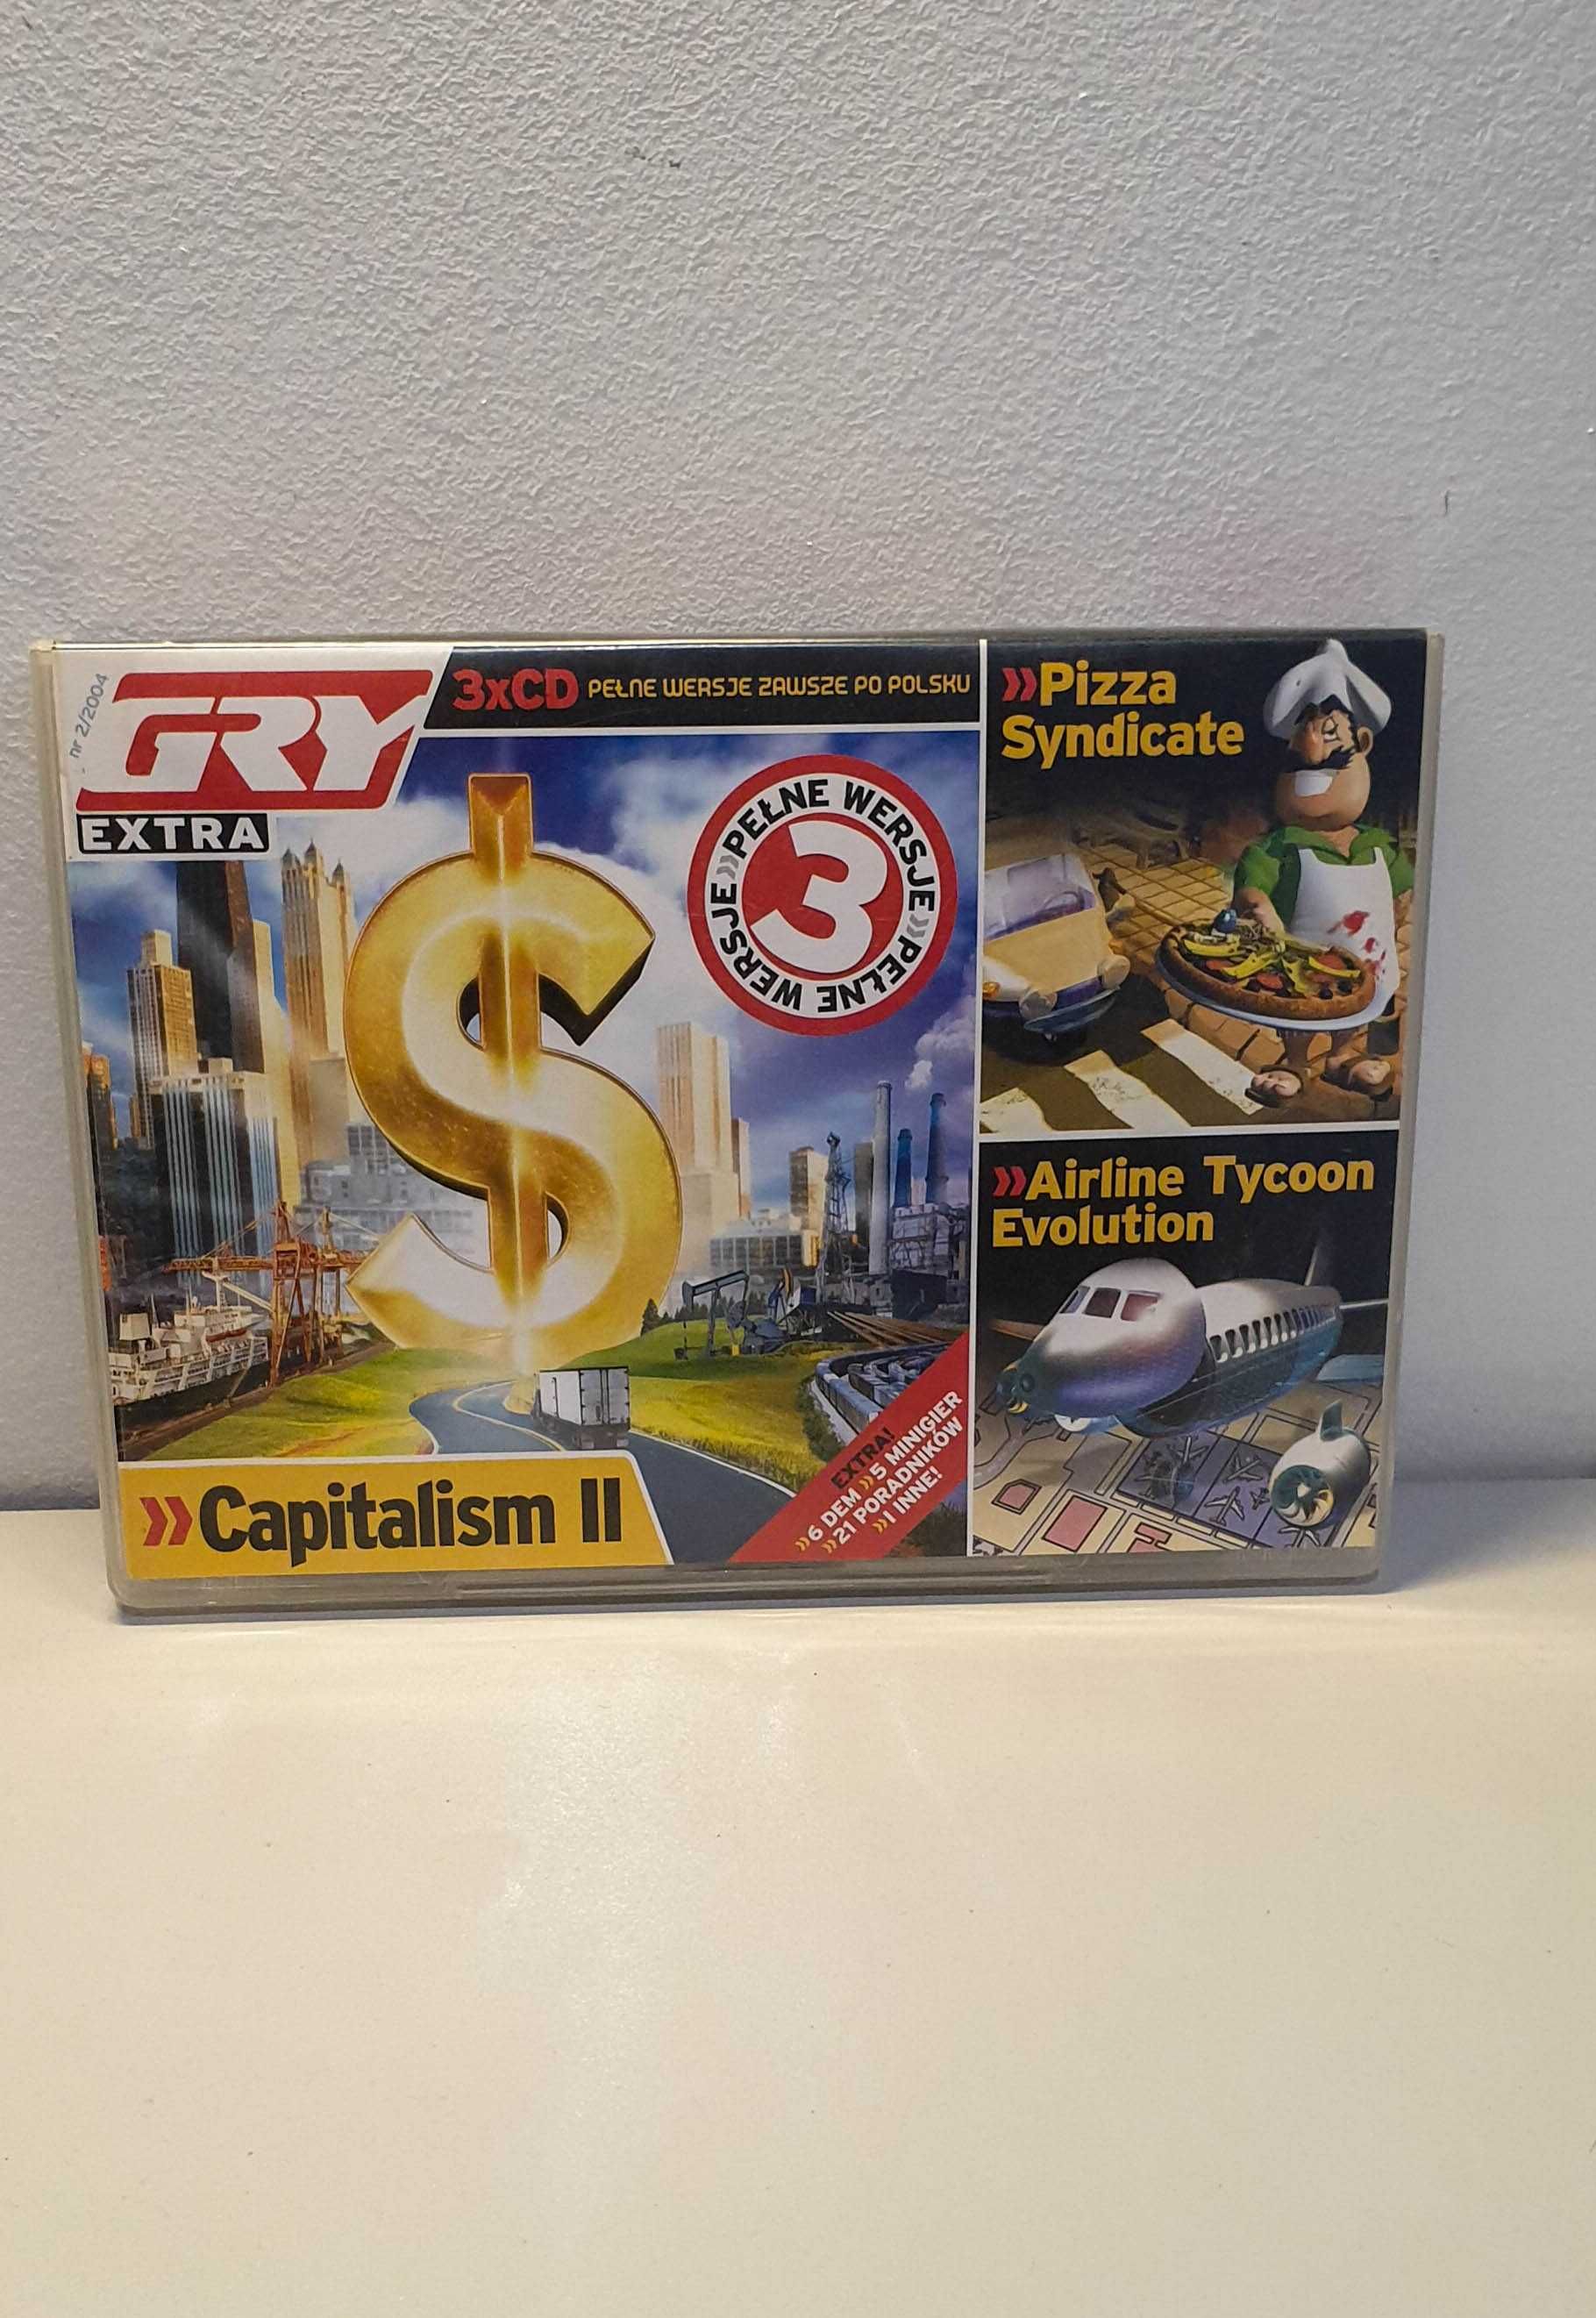 nr 2/2004
GRY
EXTRA
3xCD PEŁNE WERSJE ZAWSZE PO POLSKU
»PEŁNE WERSJE»PEŁNE WERSJE
3
»Pizza
Syndicate
»Airline Tycoon
Evolution
»Capitalism II
EXTRA!
»6 DEM »5 MINIGIER
»21 PORADNIKÓW
»I INNE!